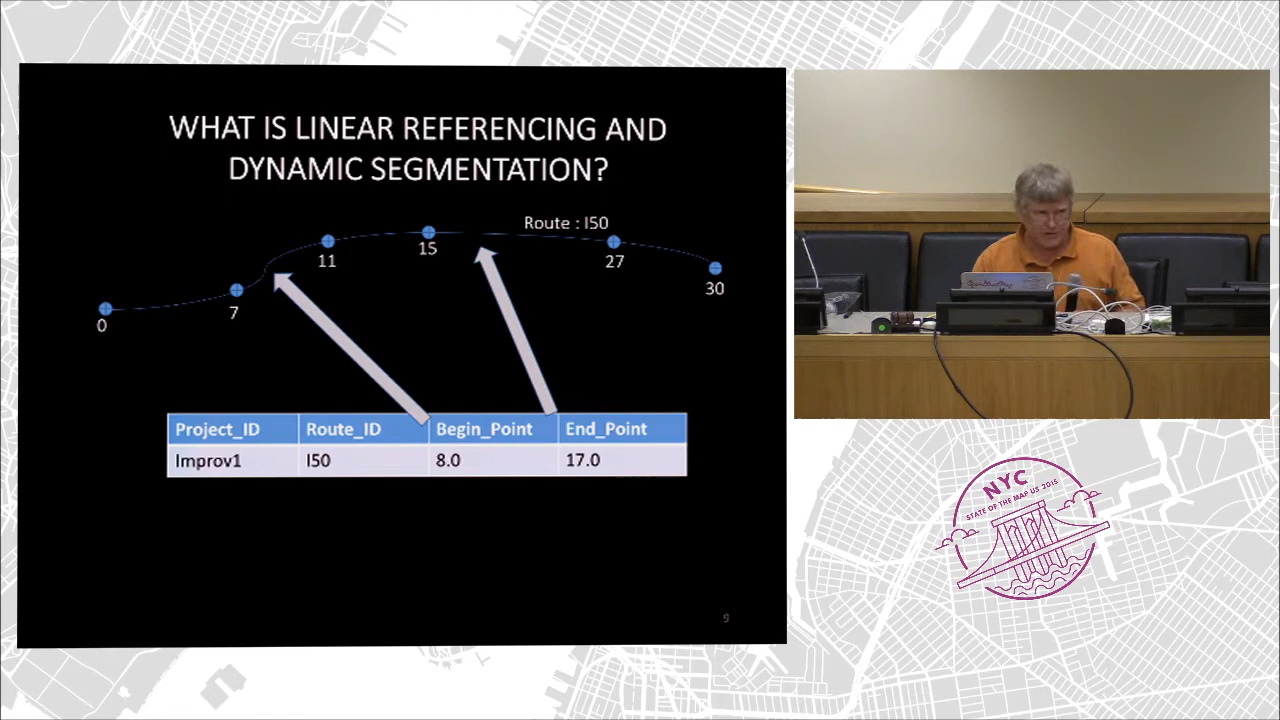 WHAT IS LINEAR REFERENCING AND
DYNAMIC SEGMENTATION?
Route : I50
0
7
11
15
27
30
Project_ID Route_ID Begin_Point End_Point
Improv1 I50 8.0 17.0
9
NYC
STATE OF THE MAP US 2015